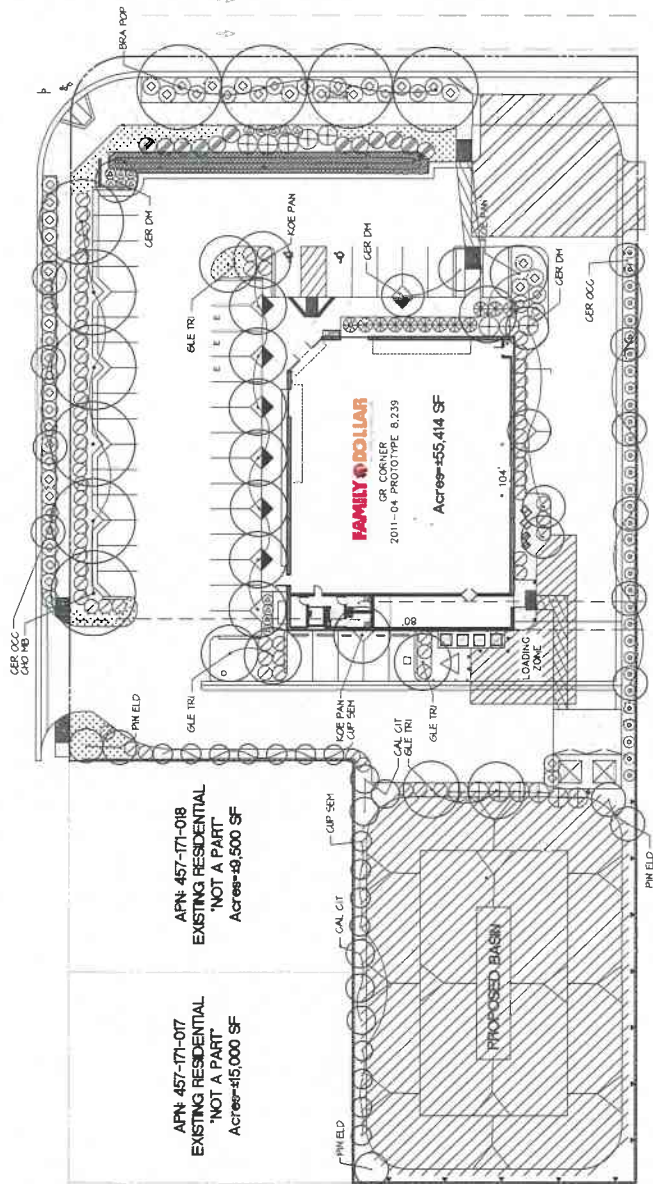 BRA POP
CER DM
KOE PAN
GLE TRI
CER DM
KOE PAN
CER DM
CER OCC
FAMILY DOLLAR
GR CORNER
2011-04 PROTOTYPE 8,239
Acres=±55,414 SF
104'
80'
LOADING
ZONE
CER OCC
CHO MB
PIN ELD
GLE TRI
KOE PAN
CUP SEM
GLE TRI
CAL CIT
GLE TRI
PIN ELD
APN: 457-171-018
EXISTING RESIDENTIAL
"NOT A PART"
Acres=±9,500 SF
CUP SEM
CAL CIT
APN: 457-171-017
EXISTING RESIDENTIAL
"NOT A PART"
Acres=±15,000 SF
PIN ELD
PROPOSED BASIN